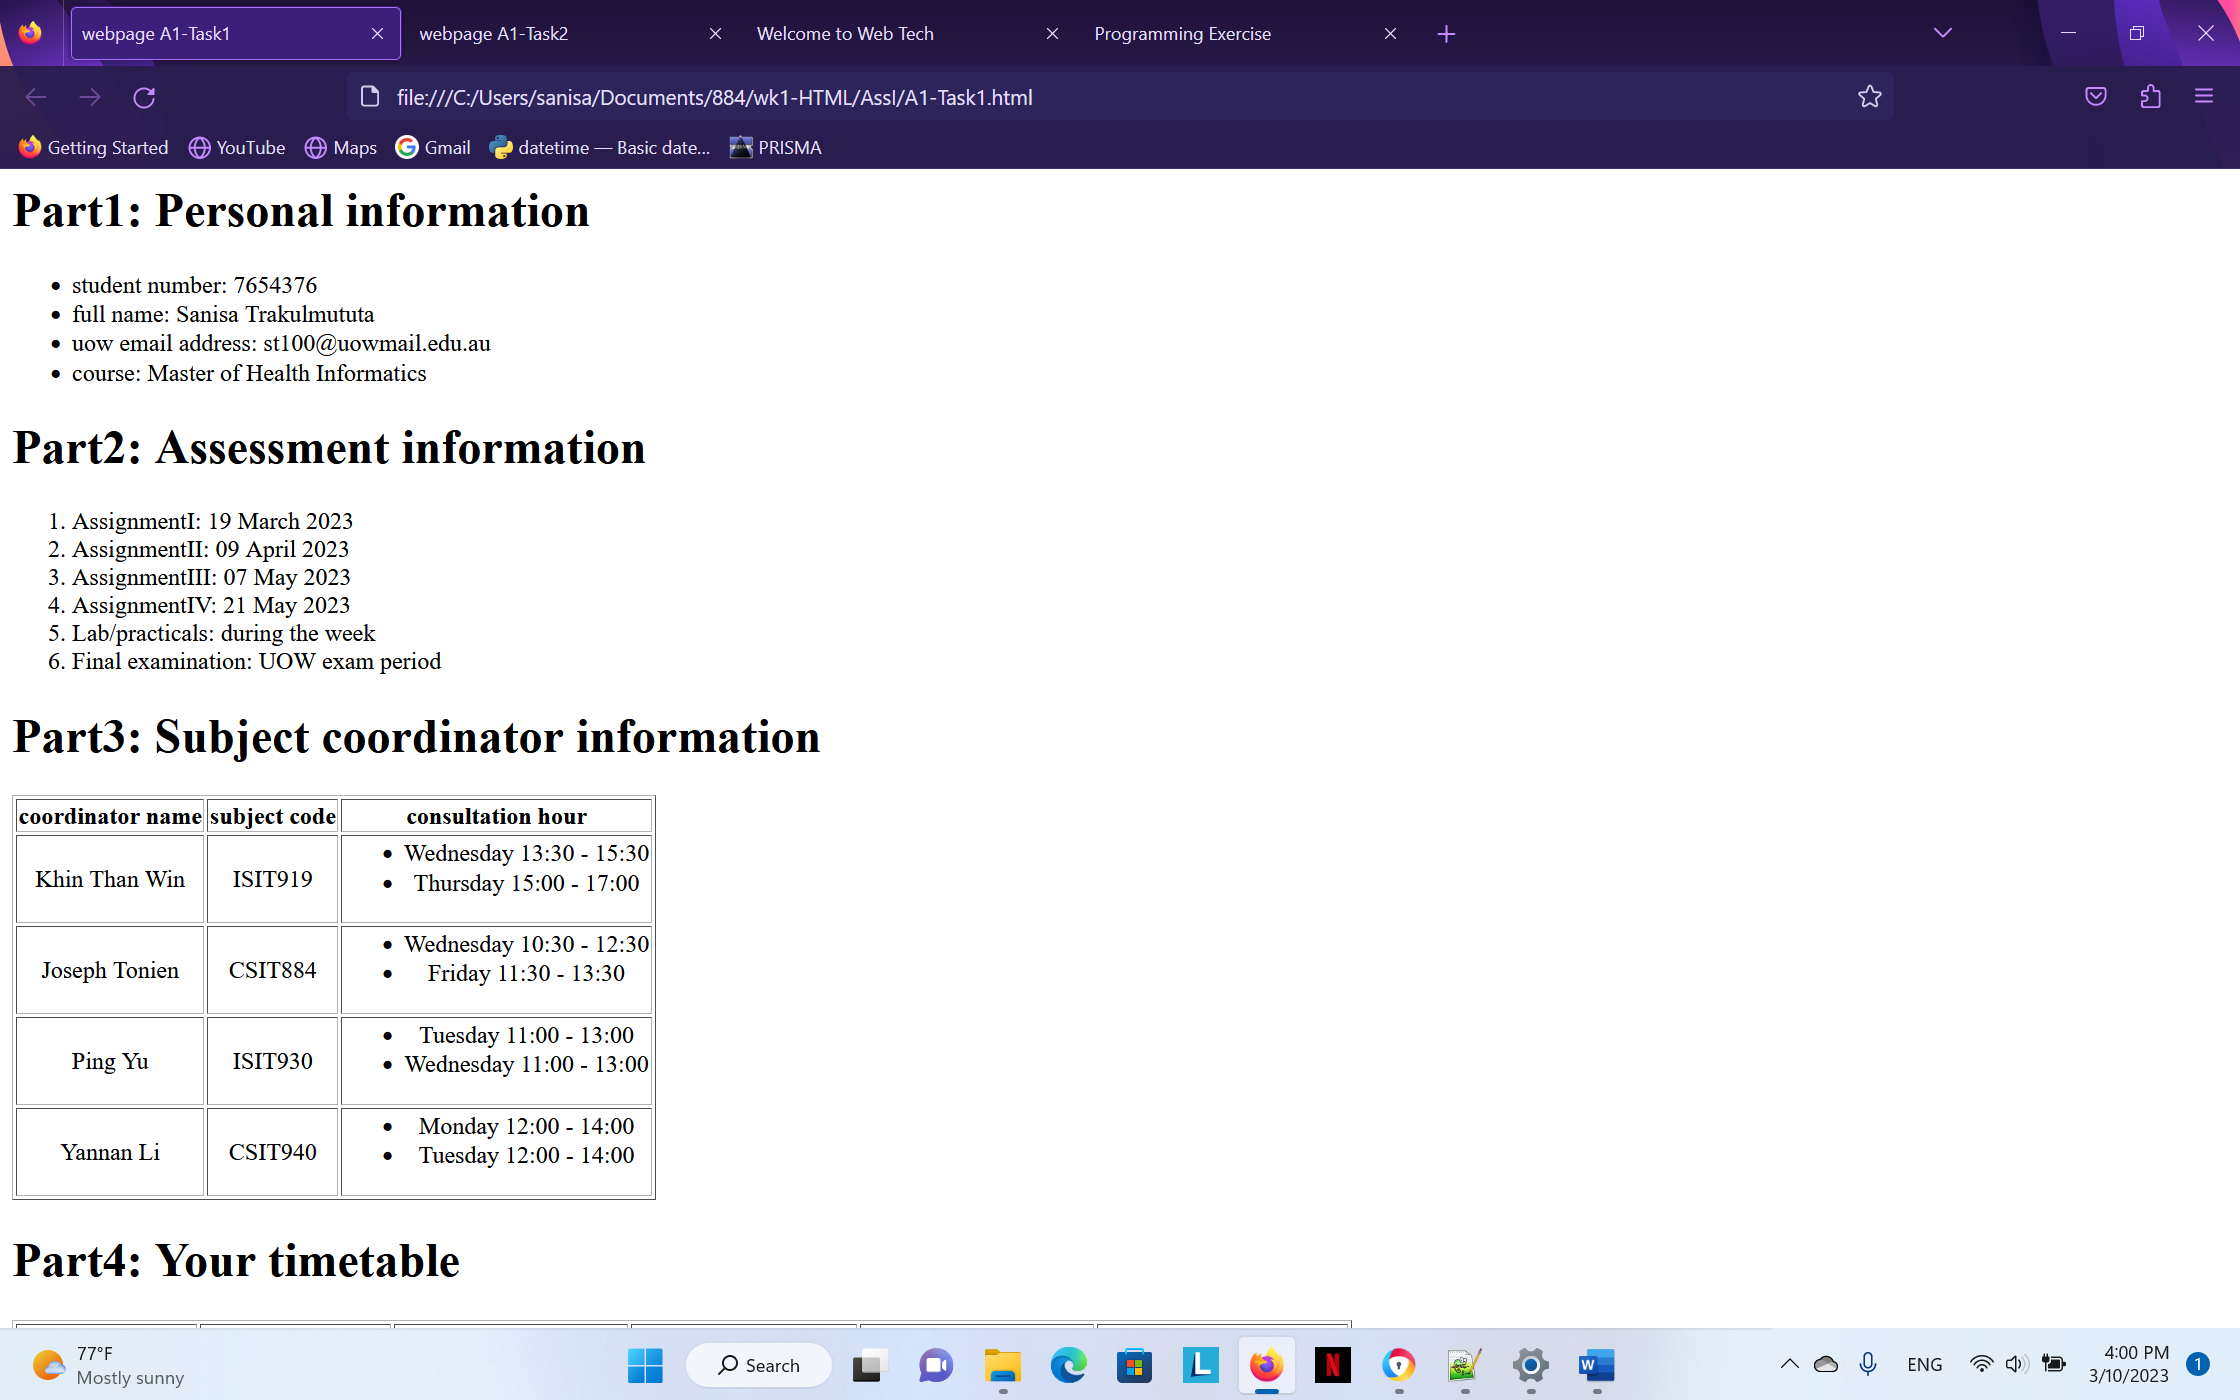 webpage A1-Task1
webpage A1-Task2
Welcome to Web Tech
Programming Exercise
file:///C:/Users/sanisa/Documents/884/wk1-HTML/AssI/A1-Task1.html
Getting Started
YouTube
Maps
Gmail
datetime — Basic date...
PRISMA
Part1: Personal information
• student number: 7654376
• full name: Sanisa Trakulmututa
• uow email address: st100@uowmail.edu.au
• course: Master of Health Informatics
Part2: Assessment information
1. AssignmentI: 19 March 2023
2. AssignmentII: 09 April 2023
3. AssignmentIII: 07 May 2023
4. AssignmentIV: 21 May 2023
5. Lab/practicals: during the week
6. Final examination: UOW exam period
Part3: Subject coordinator information
coordinator name subject code consultation hour
Khin Than Win ISIT919
• Wednesday 13:30 - 15:30
• Thursday 15:00 - 17:00
Joseph Tonien CSIT884
• Wednesday 10:30 - 12:30
• Friday 11:30 - 13:30
Ping Yu ISIT930
• Tuesday 11:00 - 13:00
• Wednesday 11:00 - 13:00
Yannan Li CSIT940
• Monday 12:00 - 14:00
• Tuesday 12:00 - 14:00
Part4: Your timetable
77°F
Mostly sunny
Search
L
N
W
ENG
4:00 PM
3/10/2023
1